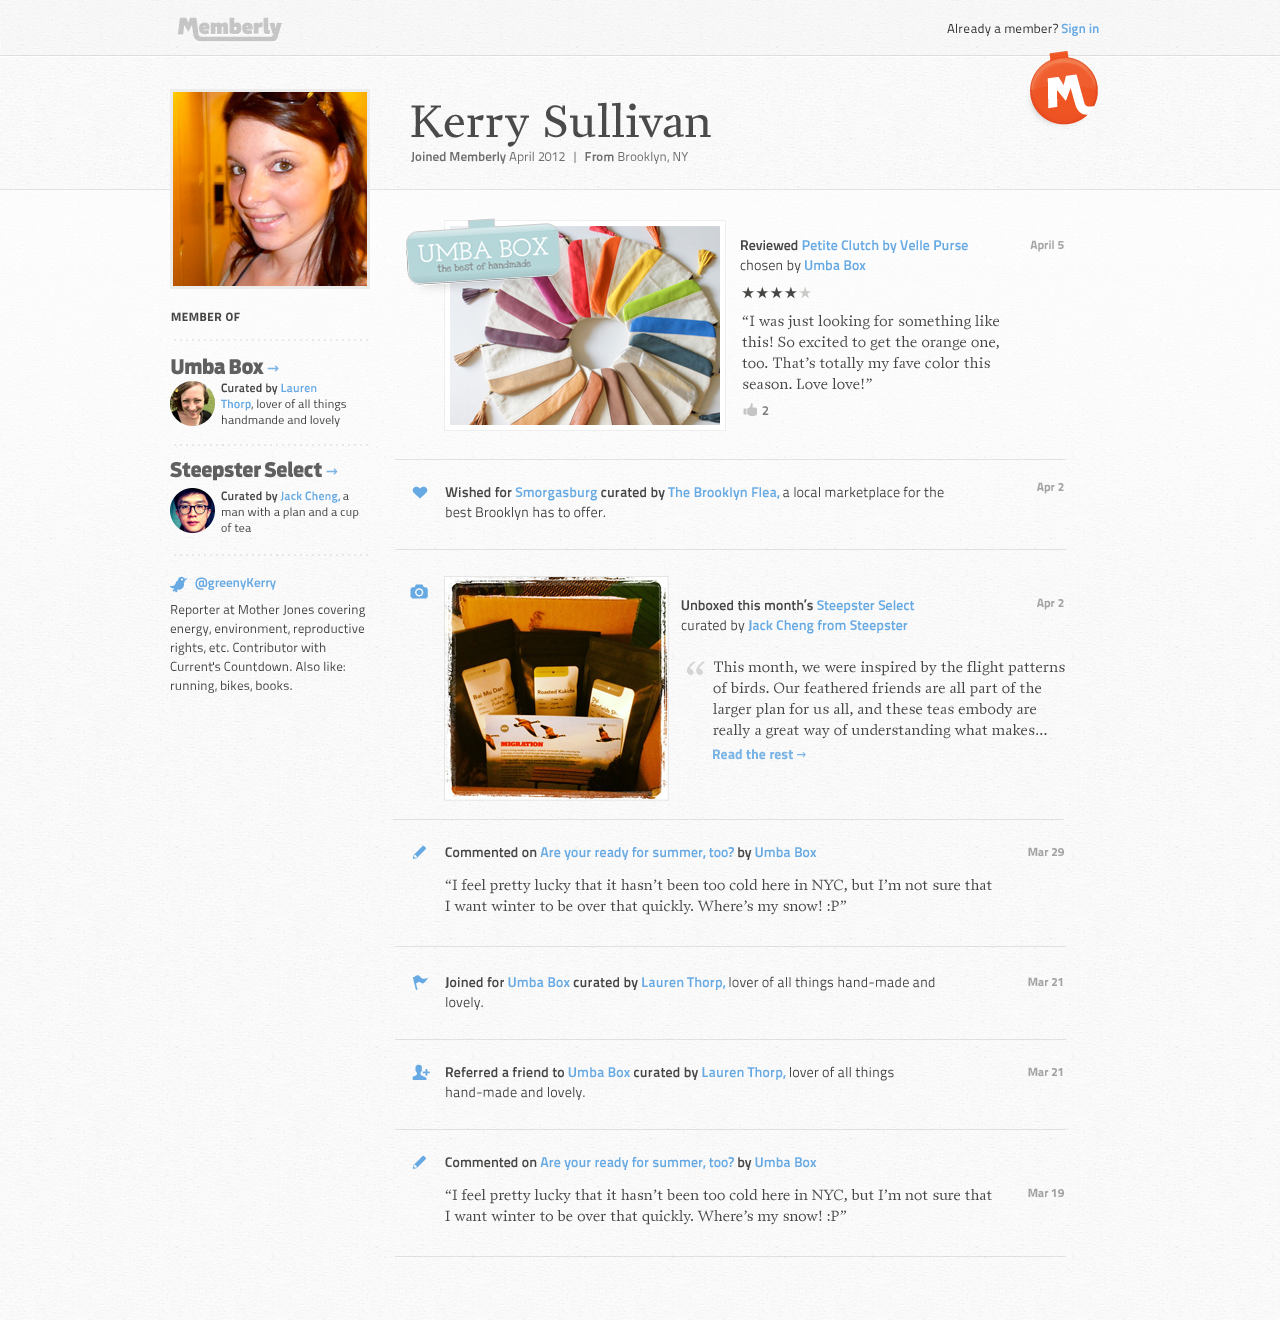 Memberly
Already a member? Sign in
M
Kerry Sullivan
Joined Memberly April 2012 | From Brooklyn, NY
MEMBER OF
Umba Box →
Curated by Lauren
Thorp, lover of all things
handmande and lovely
Steepster Select →
Curated by Jack Cheng, a
man with a plan and a cup
of tea
@greenyKerry
Reporter at Mother Jones covering
energy, environment, reproductive
rights, etc. Contributor with
Current's Countdown. Also like:
running, bikes, books.
UMBA BOX
the best of handmade
Reviewed Petite Clutch by Velle Purse
April 5
chosen by Umba Box
★★★★★
“I was just looking for something like
this! So excited to get the orange one,
too. That’s totally my fave color this
season. Love love!”
2
Wished for Smorgasburg curated by The Brooklyn Flea, a local marketplace for the
Apr 2
best Brooklyn has to offer.
Bai Mu Dan
Roasted Kukicha
MIGRATION
Unboxed this month’s Steepster Select
Apr 2
curated by Jack Cheng from Steepster
“ This month, we were inspired by the flight patterns
of birds. Our feathered friends are all part of the
larger plan for us all, and these teas embody are
really a great way of understanding what makes...
Read the rest →
Commented on Are your ready for summer, too? by Umba Box
Mar 29
“I feel pretty lucky that it hasn’t been too cold here in NYC, but I’m not sure that
I want winter to be over that quickly. Where’s my snow! :P”
Joined for Umba Box curated by Lauren Thorp, lover of all things hand-made and
Mar 21
lovely.
Referred a friend to Umba Box curated by Lauren Thorp, lover of all things
Mar 21
hand-made and lovely.
Commented on Are your ready for summer, too? by Umba Box
“I feel pretty lucky that it hasn’t been too cold here in NYC, but I’m not sure that
Mar 19
I want winter to be over that quickly. Where’s my snow! :P”